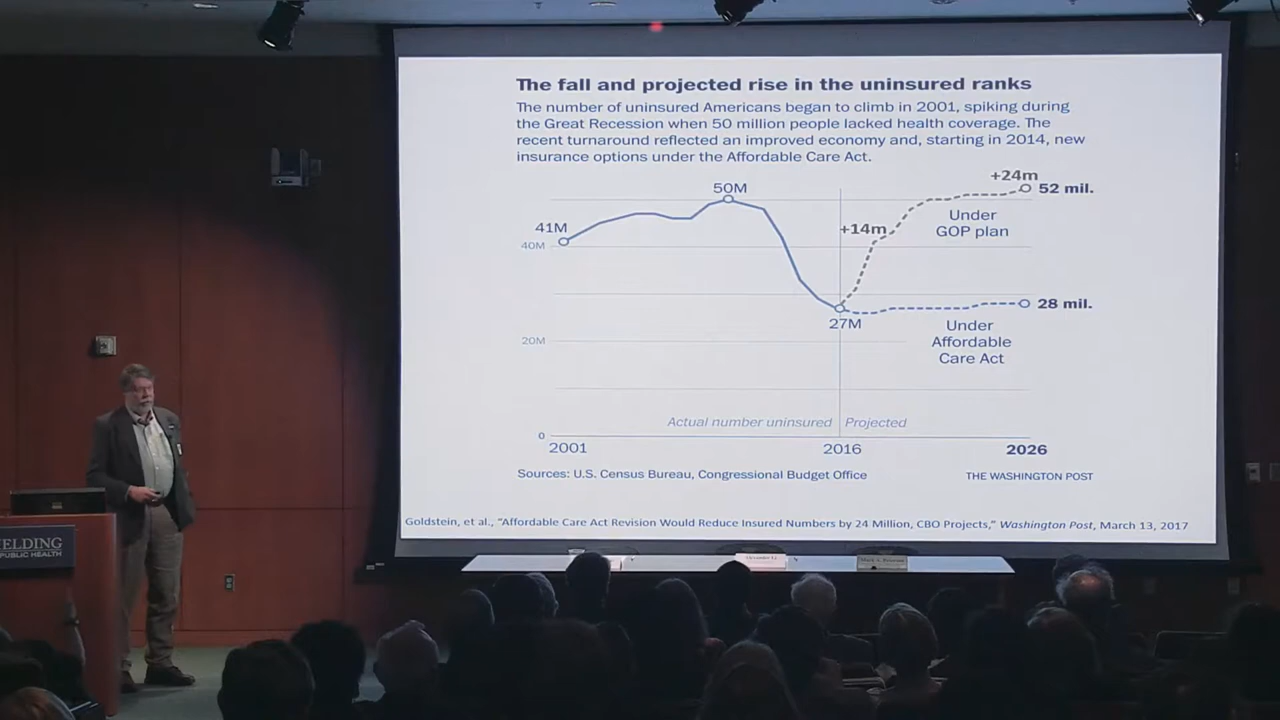 The fall and projected rise in the uninsured ranks
The number of uninsured Americans began to climb in 2001, spiking during
the Great Recession when 50 million people lacked health coverage. The
recent turnaround reflected an improved economy and, starting in 2014, new
insurance options under the Affordable Care Act.
+24m
50M
52 mil.
41M
+14m
Under
GOP plan
40M
28 mil.
27M
Under
Affordable
Care Act
20M
Actual number uninsured
Projected
0
2001
2016
2026
Sources: U.S. Census Bureau, Congressional Budget Office
THE WASHINGTON POST
Goldstein, et al., “Affordable Care Act Revision Would Reduce Insured Numbers by 24 Million, CBO Projects,” Washington Post, March 13, 2017
IELDING
PUBLIC HEALTH